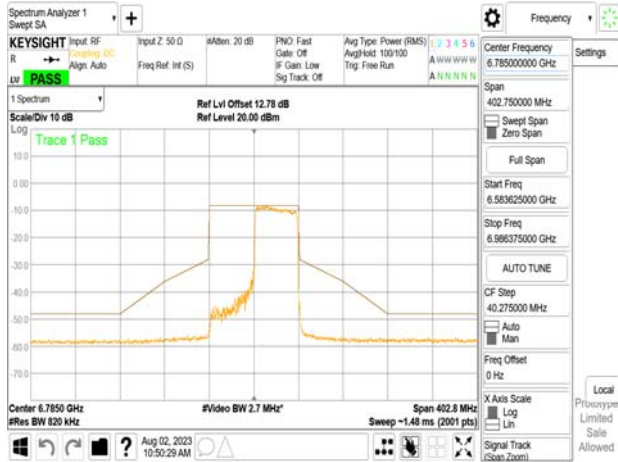 Spectrum Analyzer 1
Swept SA
Frequency
Settings
KEYSIGHT
R
LV PASS
Input: RF
Coupling: DC
Align: Auto
Input Z: 50 Ω
Freq Ref: Int (S)
#Atten: 20 dB
PNO: Fast
Gate: Off
IF Gain: Low
Sig Track: Off
Avg Type: Power (RMS)
Avg|Hold: 100/100
Trig: Free Run
1 2 3 4 5 6
A W W W W W
A N N N N N
1 Spectrum
Scale/Div 10 dB
Ref Lvl Offset 12.78 dB
Ref Level 20.00 dBm
Log
Trace 1 Pass
10.0
0.00
-10.0
-20.0
-30.0
-40.0
-50.0
-60.0
-70.0
Center 6.7850 GHz
#Res BW 820 kHz
#Video BW 2.7 MHz*
Span 402.8 MHz
Sweep ~1.48 ms (2001 pts)
Aug 02, 2023
10:50:29 AM
Center Frequency
6.785000000 GHz
Span
402.750000 MHz
Swept Span
Zero Span
Full Span
Start Freq
6.583625000 GHz
Stop Freq
6.986375000 GHz
AUTO TUNE
CF Step
40.275000 MHz
Auto
Man
Freq Offset
0 Hz
X Axis Scale
Log
Lin
Signal Track
(Span Zoom)
Local
Prototype
Limited
Sale
Allowed